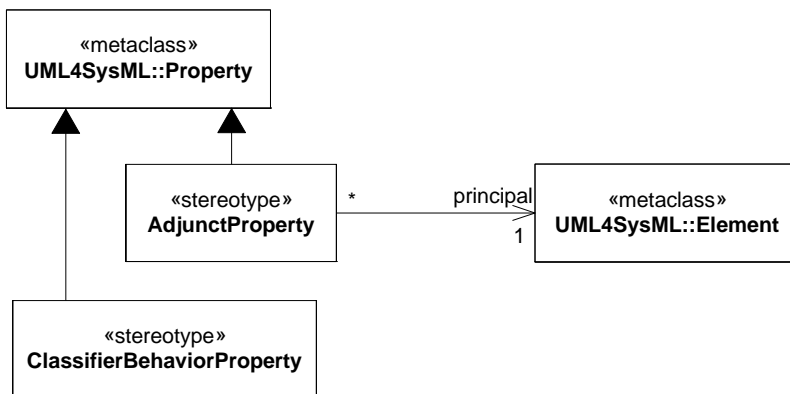 «metaclass»
UML4SysML::Property
«stereotype»
AdjunctProperty
*
principal
1
«metaclass»
UML4SysML::Element
«stereotype»
ClassifierBehaviorProperty